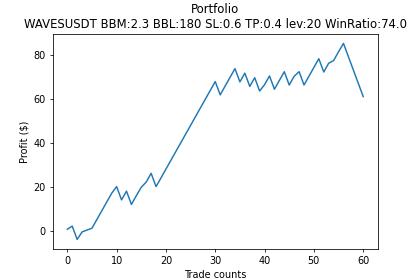 Portfolio
WAVESUSDT BBM:2.3 BBL:180 SL:0.6 TP:0.4 lev:20 WinRatio:74.0
80
60
40
20
0
Profit ($)
0 10 20 30 40 50 60
Trade counts